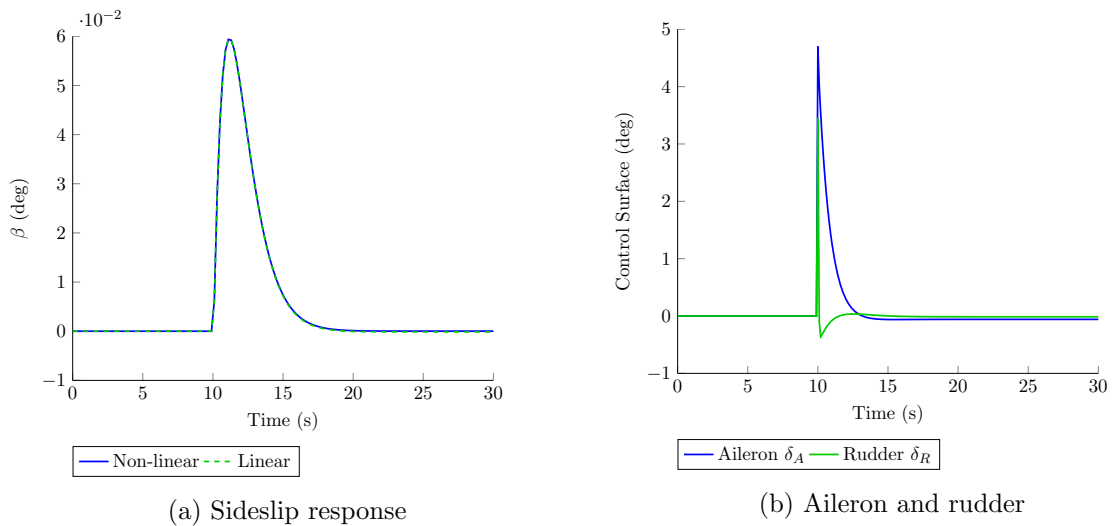 ·10⁻²
6
5
4
3
2
1
0
−1
β (deg)
0 5 10 15 20 25 30
Time (s)
Non-linear Linear
(a) Sideslip response
5
4
3
2
1
0
−1
Control Surface (deg)
0 5 10 15 20 25 30
Time (s)
Aileron δ_A Rudder δ_R
(b) Aileron and rudder